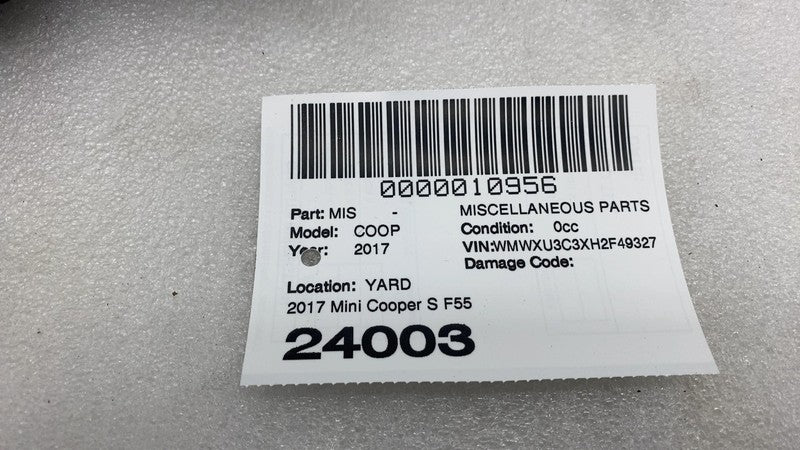 0000010956
Part: MIS - MISCELLANEOUS PARTS
Model: COOP Condition: 0cc
Year: 2017 VIN:WMWXU3C3XH2F49327
Damage Code:
Location: YARD
2017 Mini Cooper S F55
24003